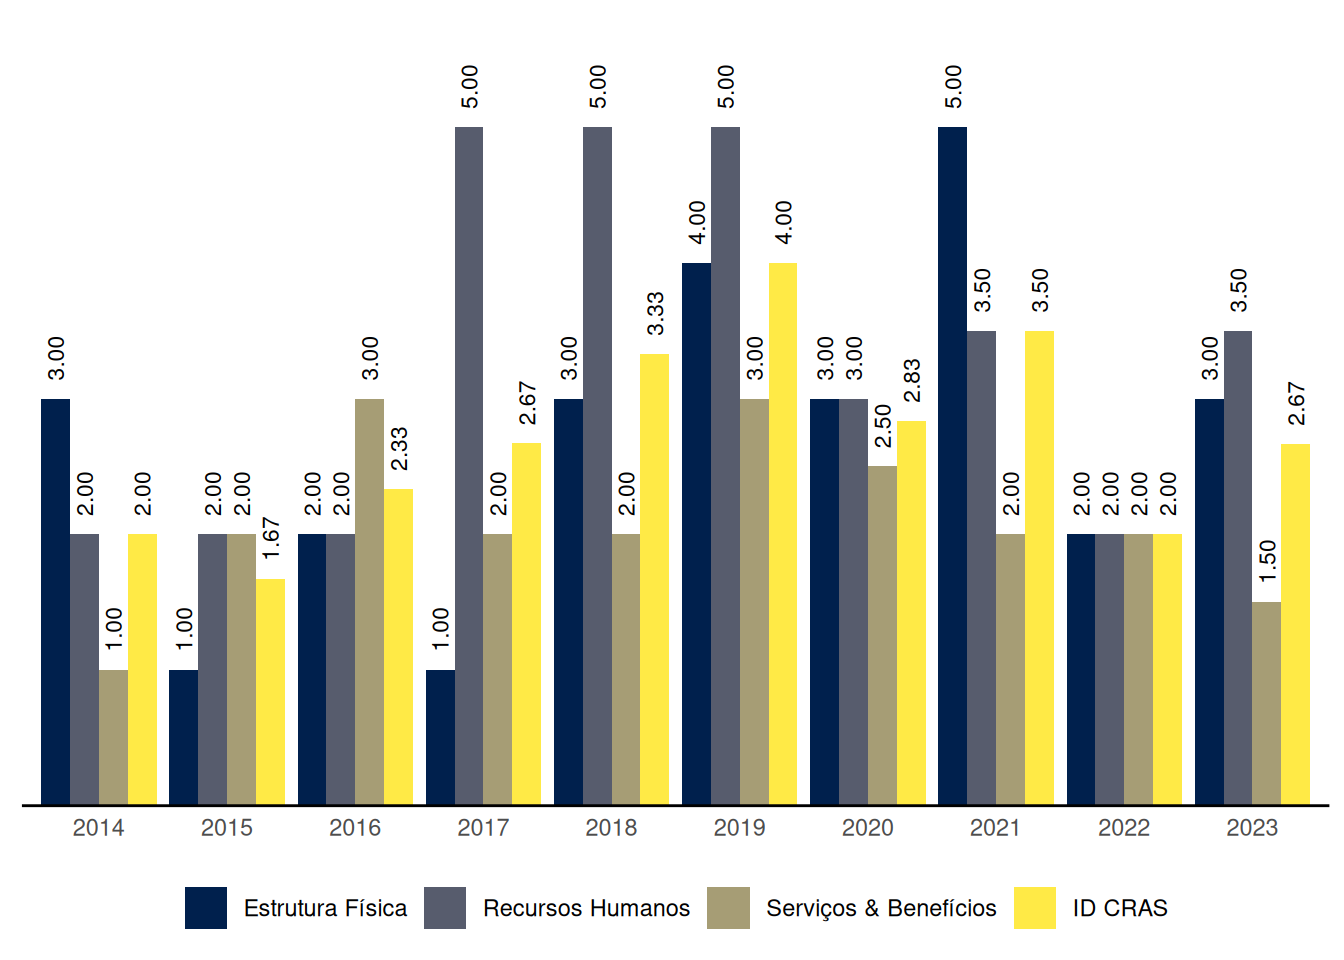 3.00 2.00 1.00 2.00
1.00 2.00 2.00 1.67
2.00 2.00 3.00 2.33
1.00 5.00 2.00 2.67
3.00 5.00 2.00 3.33
4.00 5.00 3.00 4.00
3.00 3.00 2.50 2.83
5.00 3.50 2.00 3.50
2.00 2.00 2.00 2.00
3.00 3.50 1.50 2.67
2014 2015 2016 2017 2018 2019 2020 2021 2022 2023
Estrutura Física Recursos Humanos Serviços & Benefícios ID CRAS